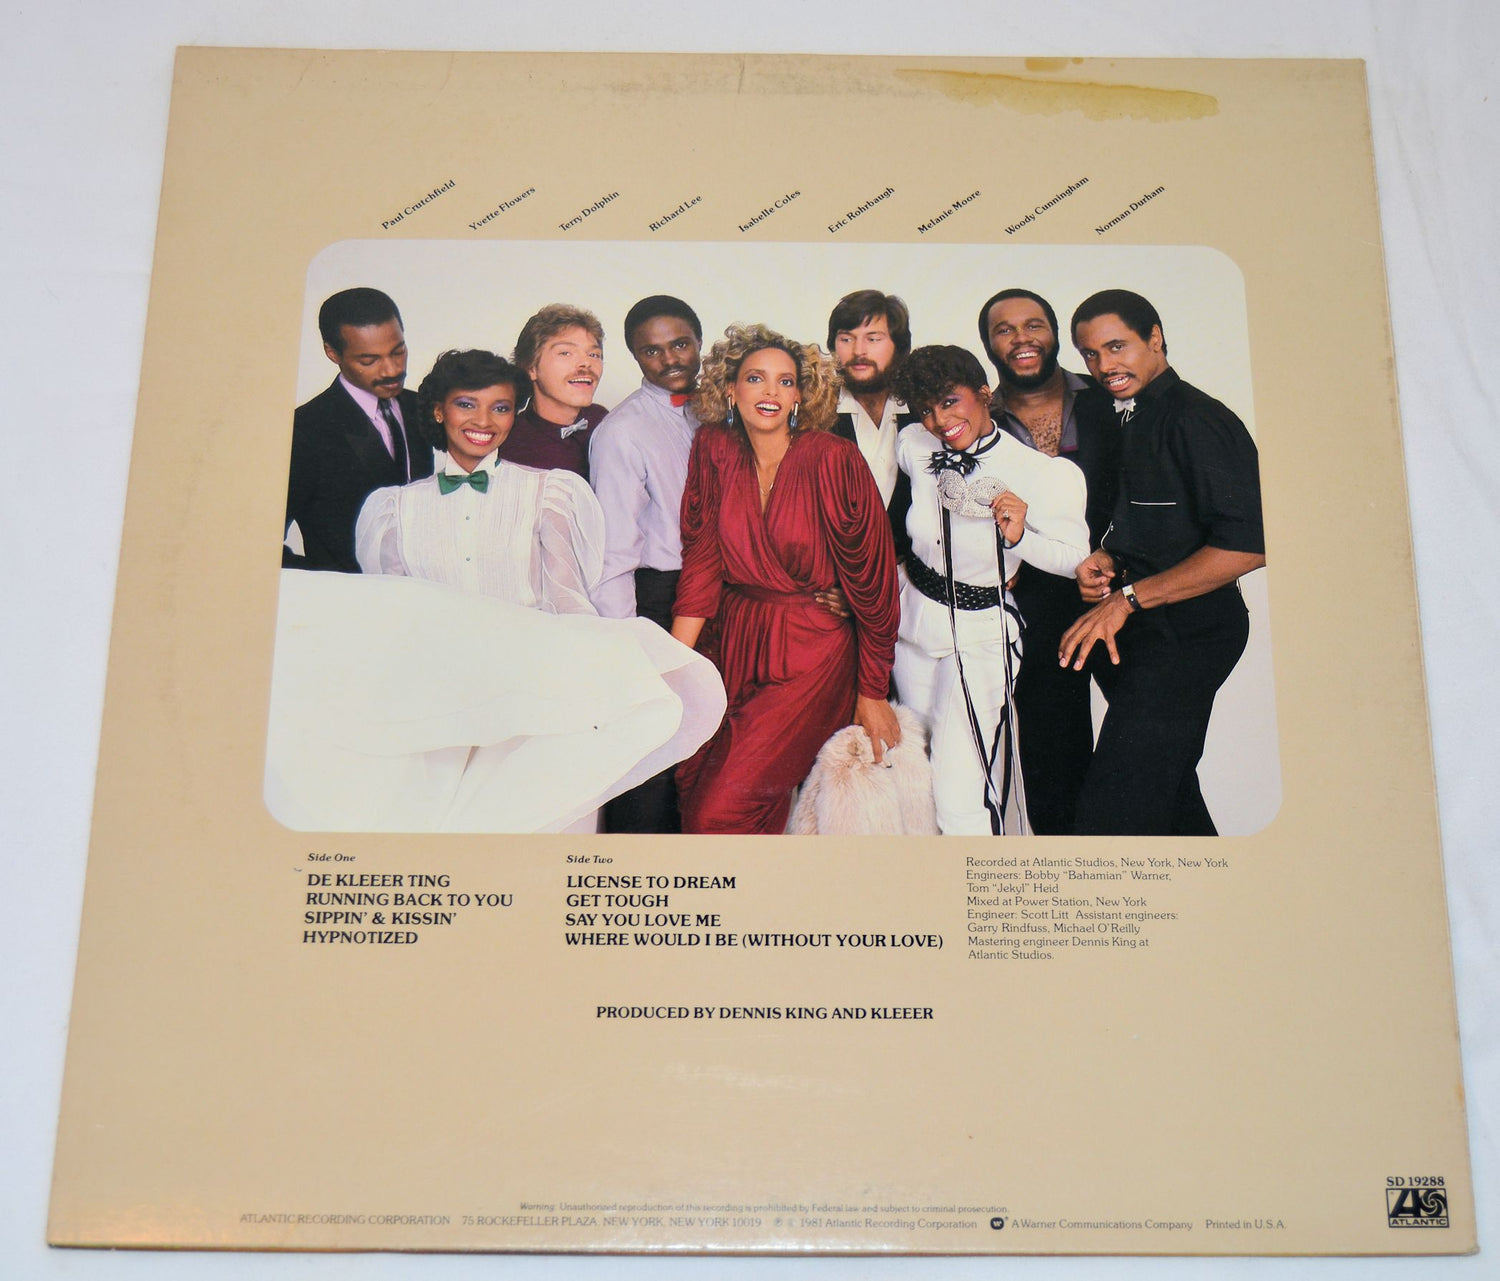 Paul Crutchfield
Yvette Flowers
Terry Dolphin
Richard Lee
Isabelle Coles
Eric Rohrbaugh
Melanie Moore
Woody Cunningham
Norman Durham
Side One
DE KLEEER TING
RUNNING BACK TO YOU
SIPPIN' & KISSIN'
HYPNOTIZED
Side Two
LICENSE TO DREAM
GET TOUGH
SAY YOU LOVE ME
WHERE WOULD I BE (WITHOUT YOUR LOVE)
Recorded at Atlantic Studios, New York, New York
Engineers: Bobby "Bahamian" Warner,
Tom "Jekyl" Heid
Mixed at Power Station, New York
Engineer: Scott Litt Assistant engineers:
Garry Rindfuss, Michael O'Reilly
Mastering engineer Dennis King at
Atlantic Studios.
PRODUCED BY DENNIS KING AND KLEEER
SD 19288
ATLANTIC
Warning: Unauthorized reproduction of this recording is prohibited by Federal law and subject to criminal prosecution.
ATLANTIC RECORDING CORPORATION 75 ROCKEFELLER PLAZA, NEW YORK, NEW YORK 10019 ℗ © 1981 Atlantic Recording Corporation A Warner Communications Company Printed in U.S.A.